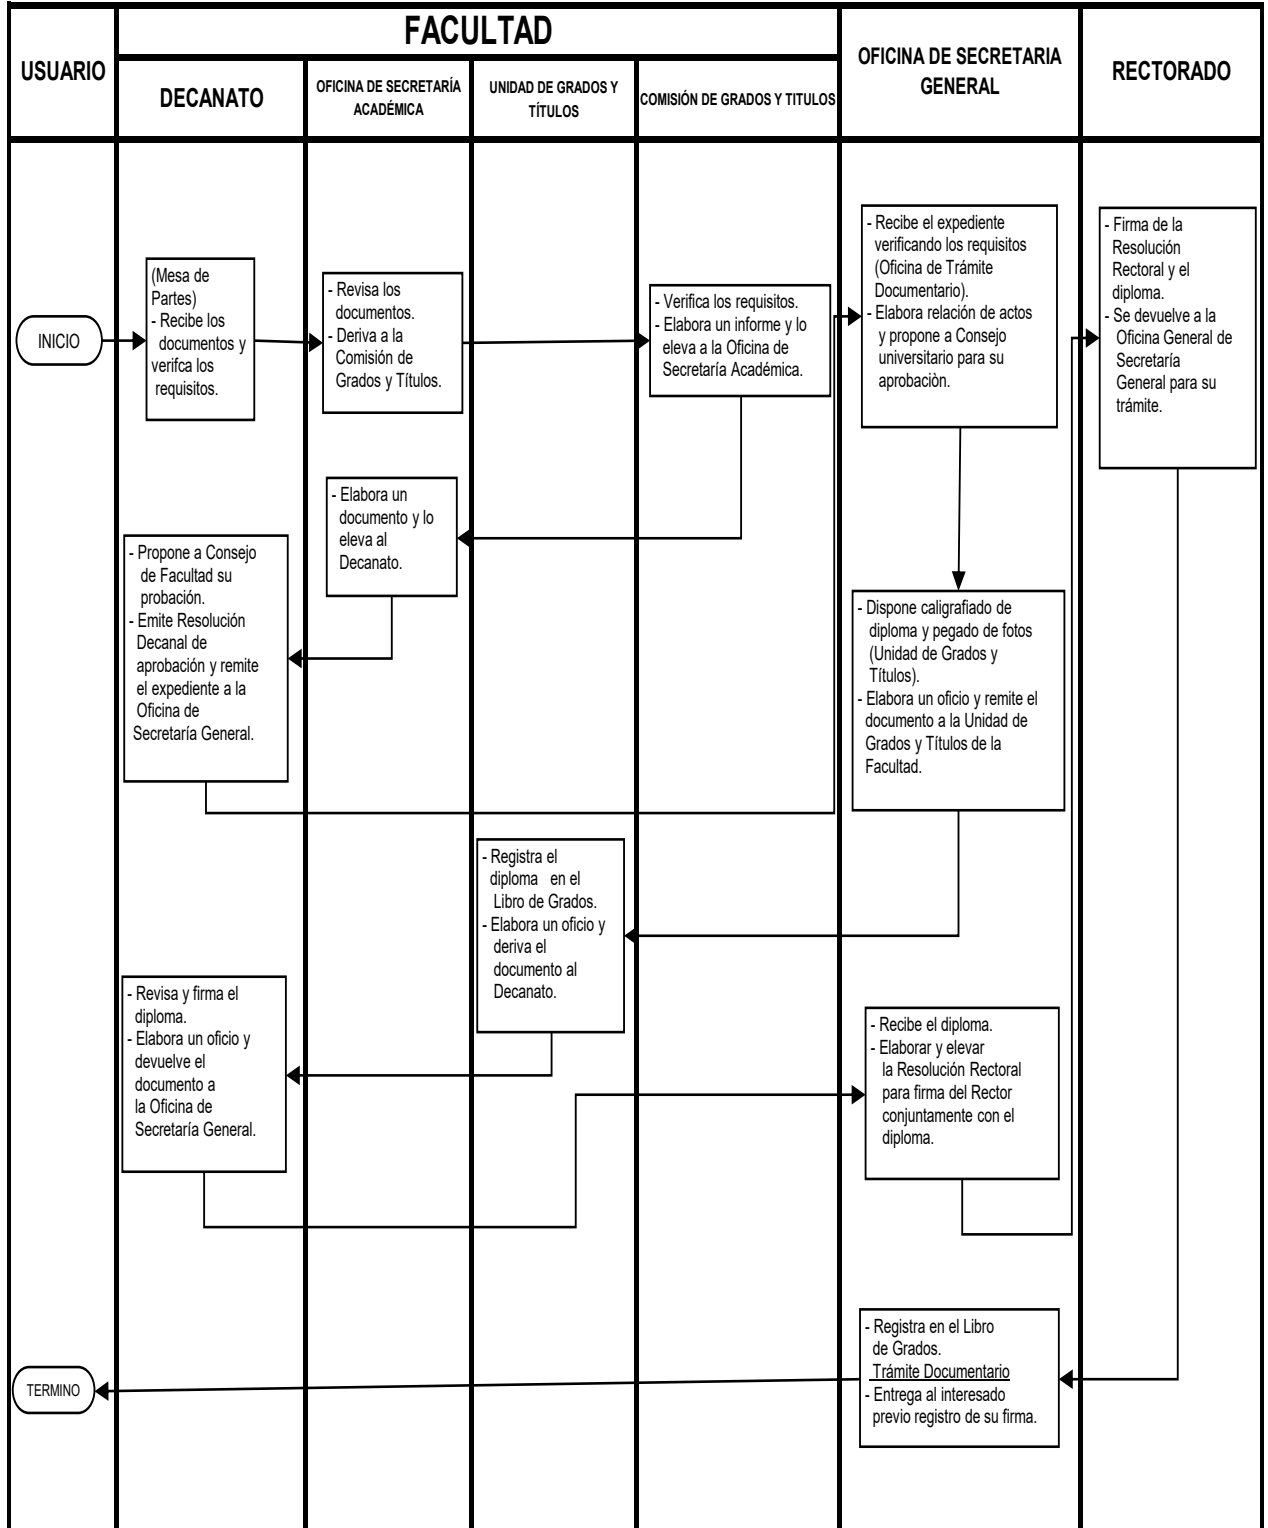 FACULTAD
USUARIO
DECANATO
OFICINA DE SECRETARÍA
ACADÉMICA
UNIDAD DE GRADOS Y
TÍTULOS
COMISIÓN DE GRADOS Y TITULOS
OFICINA DE SECRETARIA
GENERAL
RECTORADO
INICIO
(Mesa de
Partes)
- Recibe los
documentos y
verifca los
requisitos.
- Revisa los
documentos.
- Deriva a la
Comisión de
Grados y Títulos.
- Verifica los requisitos.
- Elabora un informe y lo
eleva a la Oficina de
Secretaría Académica.
- Elabora un
documento y lo
eleva al
Decanato.
- Propone a Consejo
de Facultad su
probación.
- Emite Resolución
Decanal de
aprobación y remite
el expediente a la
Oficina de
Secretaría General.
- Recibe el expediente
verificando los requisitos
(Oficina de Trámite
Documentario).
- Elabora relación de actos
y propone a Consejo
universitario para su
aprobaciòn.
- Dispone caligrafiado de
diploma y pegado de fotos
(Unidad de Grados y
Títulos).
- Elabora un oficio y remite el
documento a la Unidad de
Grados y Títulos de la
Facultad.
- Registra el
diploma en el
Libro de Grados.
- Elabora un oficio y
deriva el
documento al
Decanato.
- Revisa y firma el
diploma.
- Elabora un oficio y
devuelve el
documento a
la Oficina de
Secretaría General.
- Recibe el diploma.
- Elaborar y elevar
la Resolución Rectoral
para firma del Rector
conjuntamente con el
diploma.
- Firma de la
Resolución
Rectoral y el
diploma.
- Se devuelve a la
Oficina General de
Secretaría
General para su
trámite.
- Registra en el Libro
de Grados.
Trámite Documentario
- Entrega al interesado
previo registro de su firma.
TERMINO